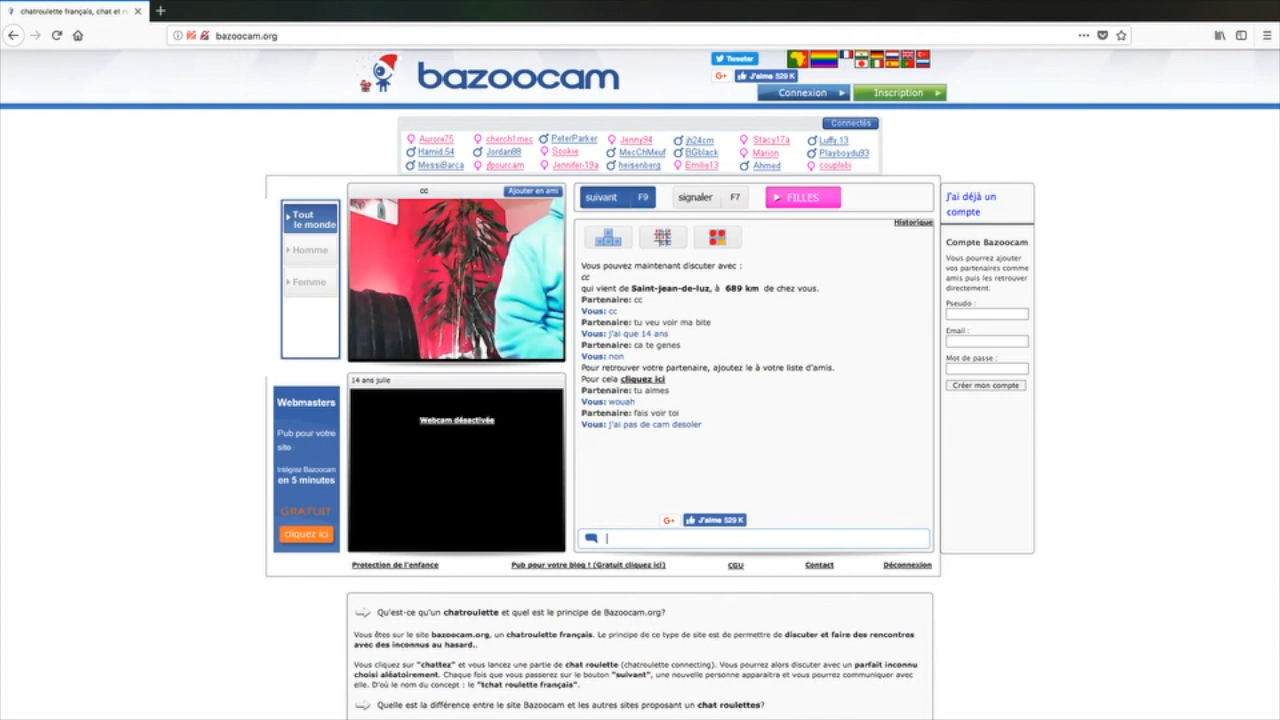 chatroulette français, chat et r
bazoocam.org
bazoocam
Tweeter
G+ J'aime 529 K
Connexion
Inscription
Connectés
Aurore75 cherch1mec PeterParker Jenny94 jh24cm Stacy17a Luffy.13
Hamid.54 Jordan88 Sookie MecChMeuf BGblack Marion Playboydu93
MessiBarca jfpourcam Jennifer-19a heisenberg Emilie13 Ahmed couplebi
Tout
le monde
Homme
Femme
cc
Ajouter en ami
suivant F9
signaler F7
FILLES
Historique
Vous pouvez maintenant discuter avec :
cc
qui vient de Saint-jean-de-luz, à 689 km de chez vous.
Partenaire: cc
Vous: cc
Partenaire: tu veu voir ma bite
Vous: j'ai que 14 ans
Partenaire: ca te genes
Vous: non
Pour retrouver votre partenaire, ajoutez le à votre liste d'amis.
Pour cela cliquez ici
Partenaire: tu aimes
Vous: wouah
Partenaire: fais voir toi
Vous: j'ai pas de cam desoler
G+ J'aime 529 K
J'ai déjà un
compte
Compte Bazoocam
Vous pourrez ajouter
vos partenaires comme
amis puis les retrouver
directement.
Pseudo :
Email :
Mot de passe :
Créer mon compte
14 ans julie
Webcam désactivée
Webmasters
Pub pour votre
site :
Intégrez Bazoocam
en 5 minutes
GRATUIT
cliquez ici
Protection de l'enfance
Pub pour votre blog ! (Gratuit cliquez ici)
CGU
Contact
Déconnexion
Qu'est-ce qu'un chatroulette et quel est le principe de Bazoocam.org?
Vous êtes sur le site bazoocam.org, un chatroulette français. Le principe de ce type de site est de permettre de discuter et faire des rencontres
avec des inconnus au hasard..
Vous cliquez sur "chattez" et vous lancez une partie de chat roulette (chatroulette connecting). Vous pourrez alors discuter avec un parfait inconnu
choisi aléatoirement. Chaque fois que vous passerez sur le bouton "suivant", une nouvelle personne apparaitra et vous pourrez communiquer avec
elle. D'où le nom du concept : le "tchat roulette français".
Quelle est la différence entre le site Bazoocam et les autres sites proposant un chat roulettes?